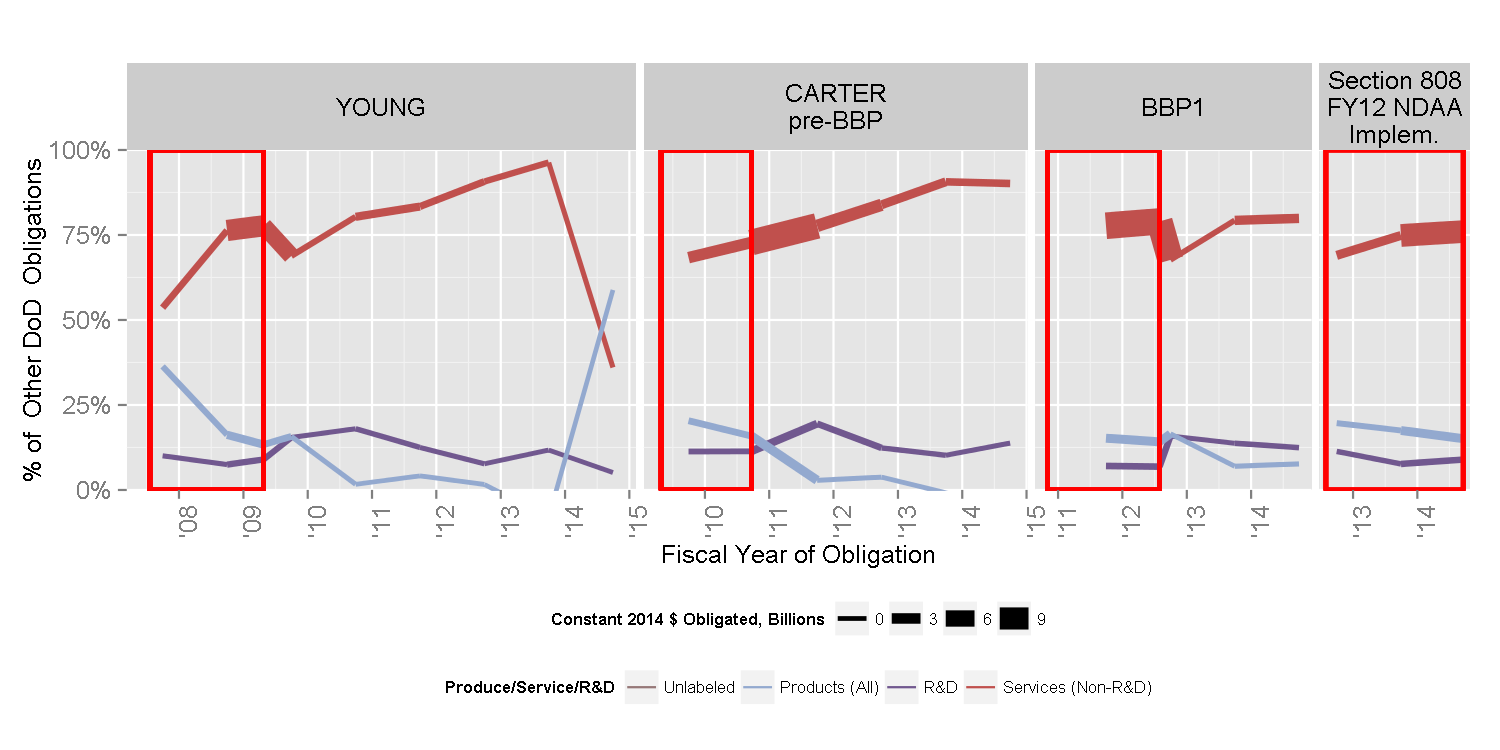 YOUNG
CARTER
pre-BBP
BBP1
Section 808
FY12 NDAA
Implem.
% of Other DoD Obligations
100%
75%
50%
25%
0%
'08 '09 '10 '11 '12 '13 '14 '15
'10 '11 '12 '13 '14 '15
'11 '12 '13 '14
'13 '14
Fiscal Year of Obligation
Constant 2014 $ Obligated, Billions 0 3 6 9
Produce/Service/R&D Unlabeled Products (All) R&D Services (Non-R&D)